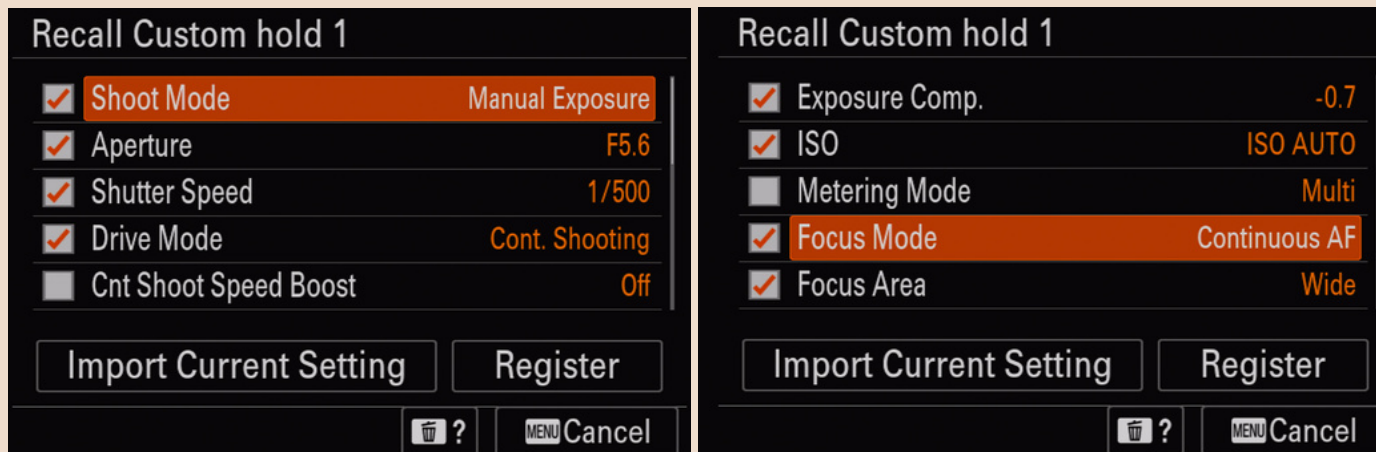 Recall Custom hold 1
Shoot Mode Manual Exposure
Aperture F5.6
Shutter Speed 1/500
Drive Mode Cont. Shooting
Cnt Shoot Speed Boost Off
Import Current Setting Register
? MENU Cancel
Recall Custom hold 1
Exposure Comp. -0.7
ISO ISO AUTO
Metering Mode Multi
Focus Mode Continuous AF
Focus Area Wide
Import Current Setting Register
? MENU Cancel